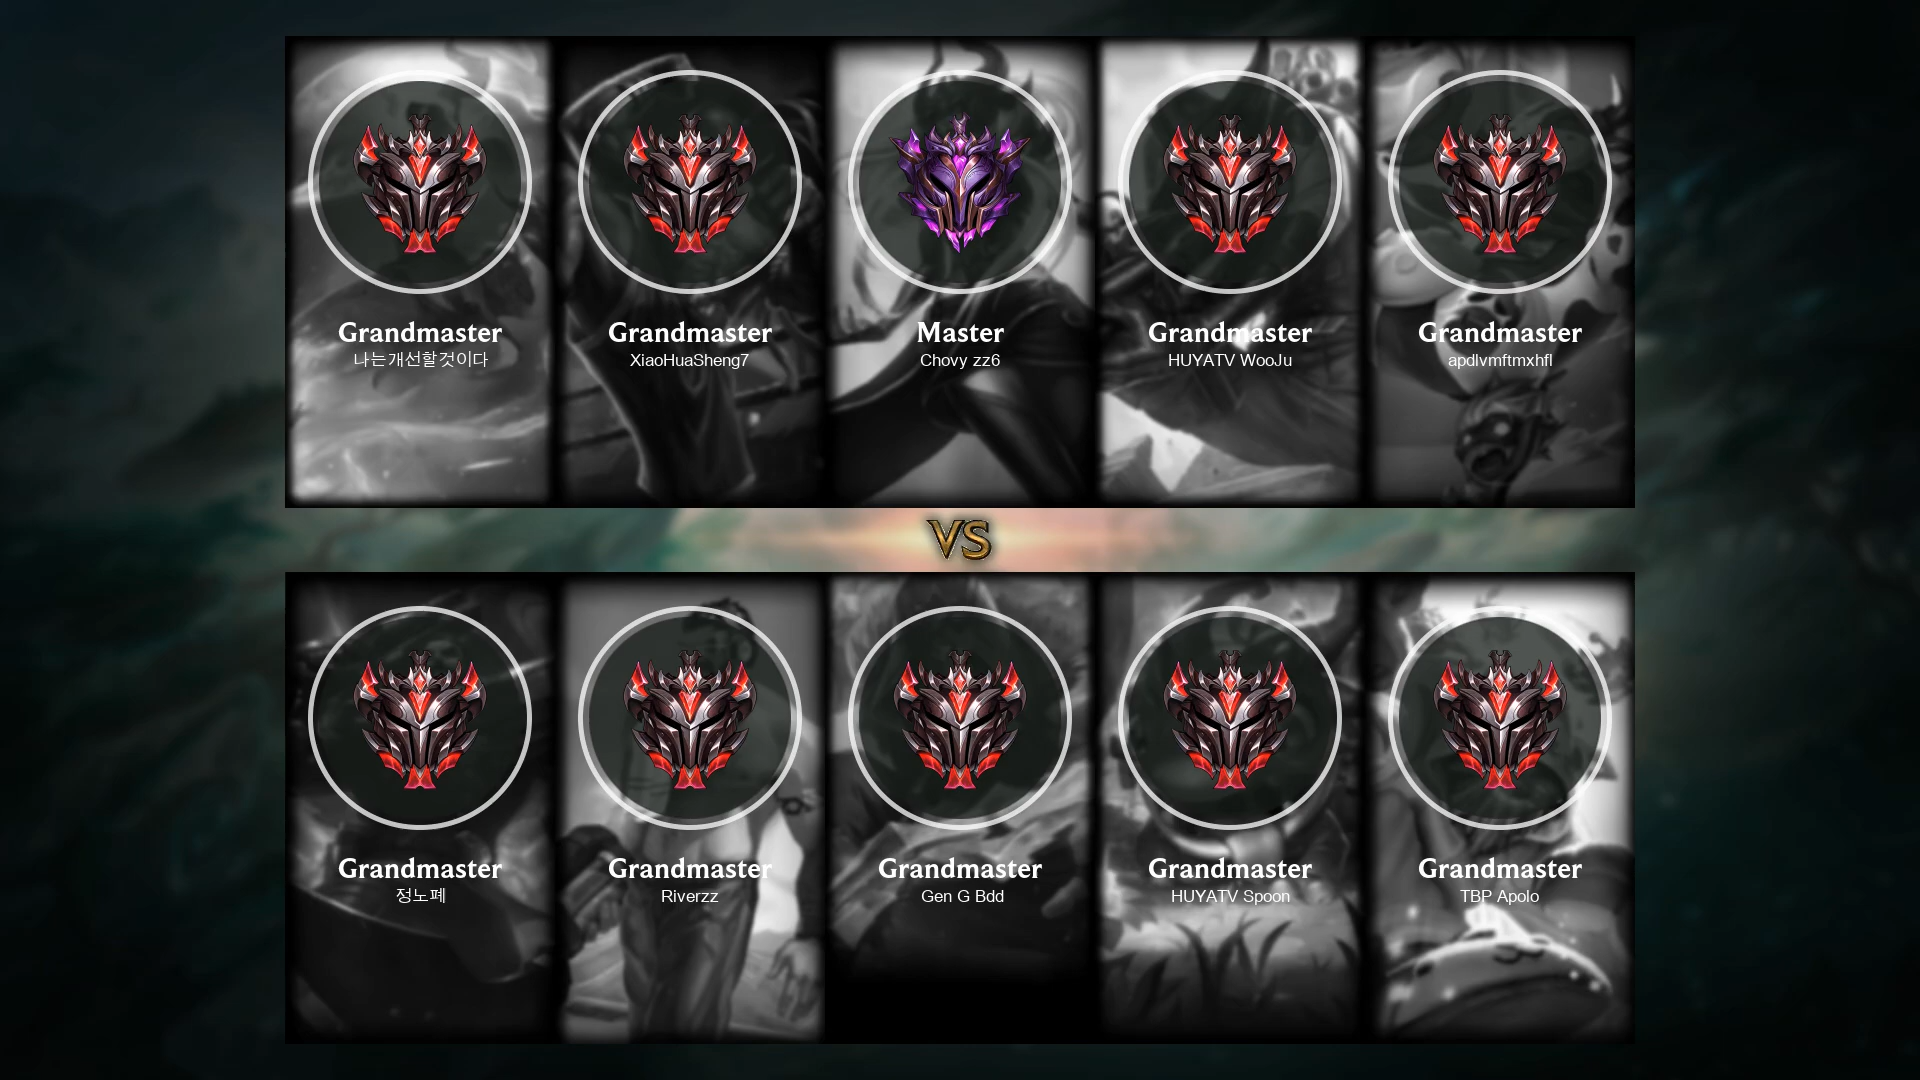 Grandmaster
나는개선할것이다
Grandmaster
XiaoHuaSheng7
Master
Chovy zz6
Grandmaster
HUYATV WooJu
Grandmaster
apdlvmftmxhfl
VS
Grandmaster
정노페
Grandmaster
Riverzz
Grandmaster
Gen G Bdd
Grandmaster
HUYATV Spoon
Grandmaster
TBP Apolo